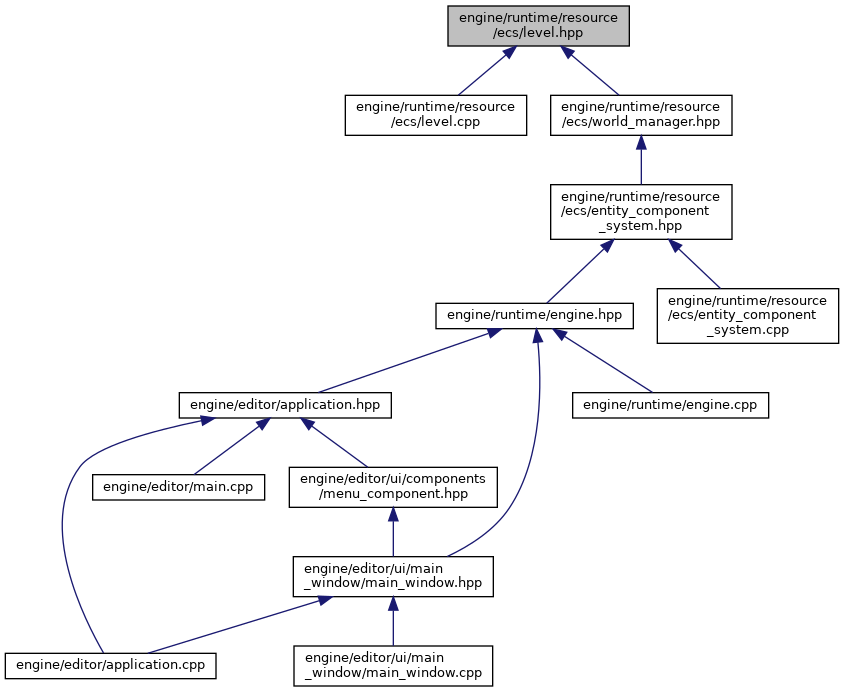 engine/runtime/resource
/ecs/level.hpp
engine/runtime/resource
/ecs/level.cpp
engine/runtime/resource
/ecs/world_manager.hpp
engine/runtime/resource
/ecs/entity_component
_system.hpp
engine/runtime/engine.hpp
engine/runtime/resource
/ecs/entity_component
_system.cpp
engine/editor/application.hpp
engine/runtime/engine.cpp
engine/editor/main.cpp
engine/editor/ui/components
/menu_component.hpp
engine/editor/ui/main
_window/main_window.hpp
engine/editor/application.cpp
engine/editor/ui/main
_window/main_window.cpp